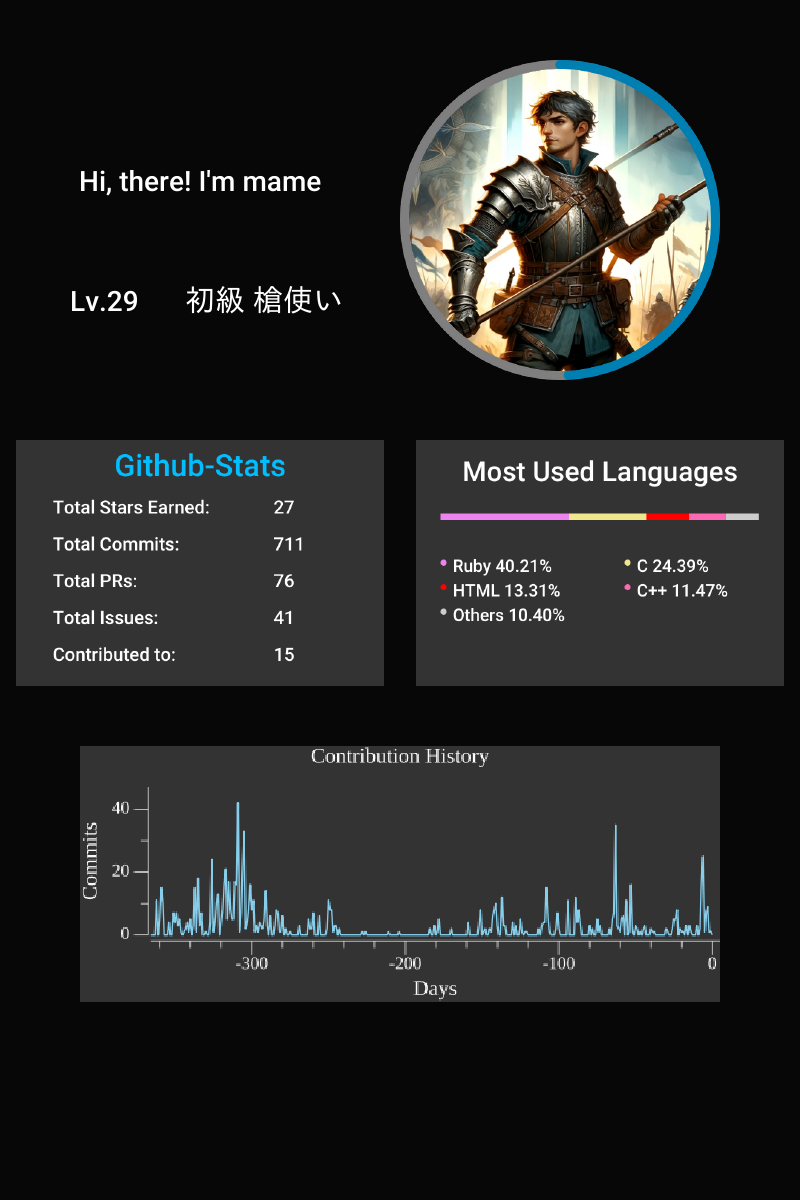 Hi, there! I'm mame
Lv.29 初級 槍使い
Github-Stats
Total Stars Earned: 27
Total Commits: 711
Total PRs: 76
Total Issues: 41
Contributed to: 15
Most Used Languages
Ruby 40.21% C 24.39%
HTML 13.31% C++ 11.47%
Others 10.40%
Contribution History
Commits
40
20
0
-300 -200 -100 0
Days